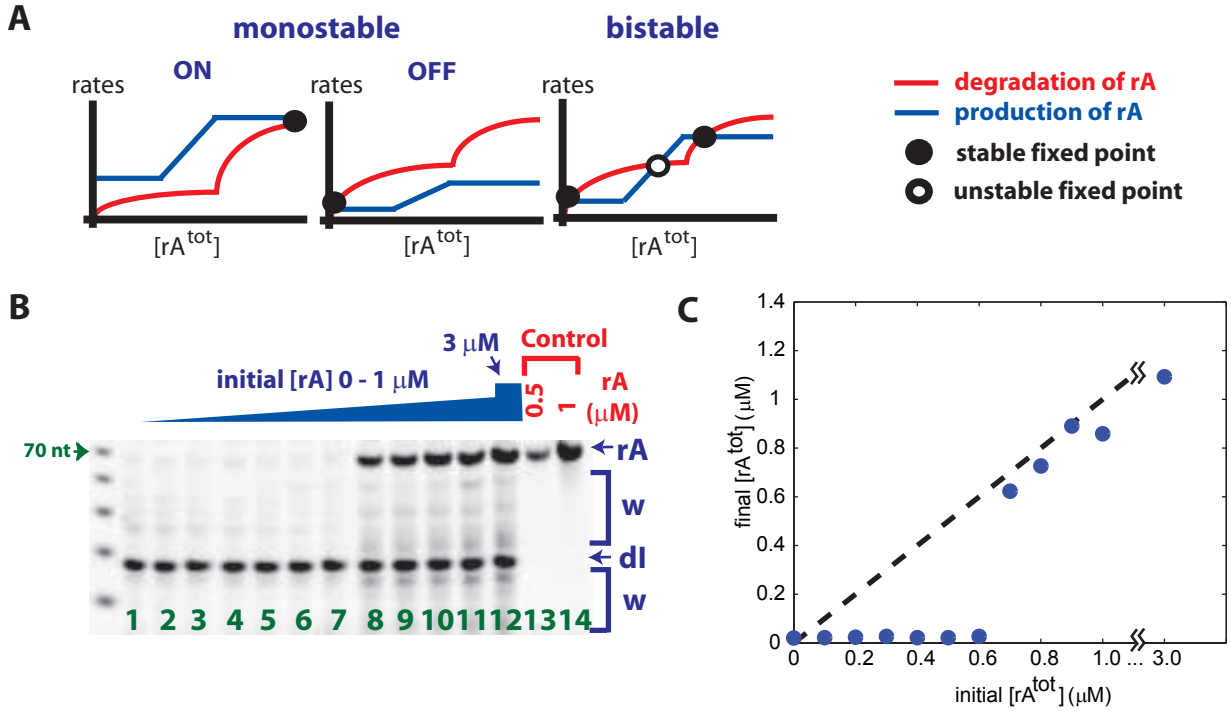 A
monostable
bistable
ON
OFF
rates
rates
rates
[rA^tot]
[rA^tot]
[rA^tot]
degradation of rA
production of rA
stable fixed point
unstable fixed point
B
3 μM
Control
initial [rA] 0 - 1 μM
0.5
1
rA
(μM)
70 nt
rA
w
dI
w
1 2 3 4 5 6 7 8 9 10 11 12 13 14
C
final [rA^tot] (μM)
1.4
1.2
1.0
0.8
0.6
0.4
0.2
0
0 0.2 0.4 0.6 0.8 1.0 ... 3.0
initial [rA^tot] (μM)